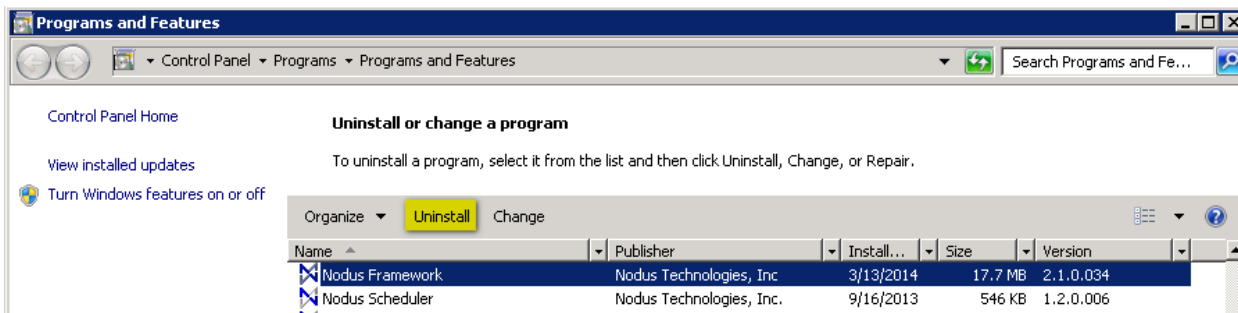 Programs and Features
Control Panel Programs Programs and Features Search Programs and Fe...
Control Panel Home
Uninstall or change a program
View installed updates
To uninstall a program, select it from the list and then click Uninstall, Change, or Repair.
Turn Windows features on or off
Organize Uninstall Change
Name Publisher Install... Size Version
Nodus Framework Nodus Technologies, Inc 3/13/2014 17.7 MB 2.1.0.034
Nodus Scheduler Nodus Technologies, Inc. 9/16/2013 546 KB 1.2.0.006